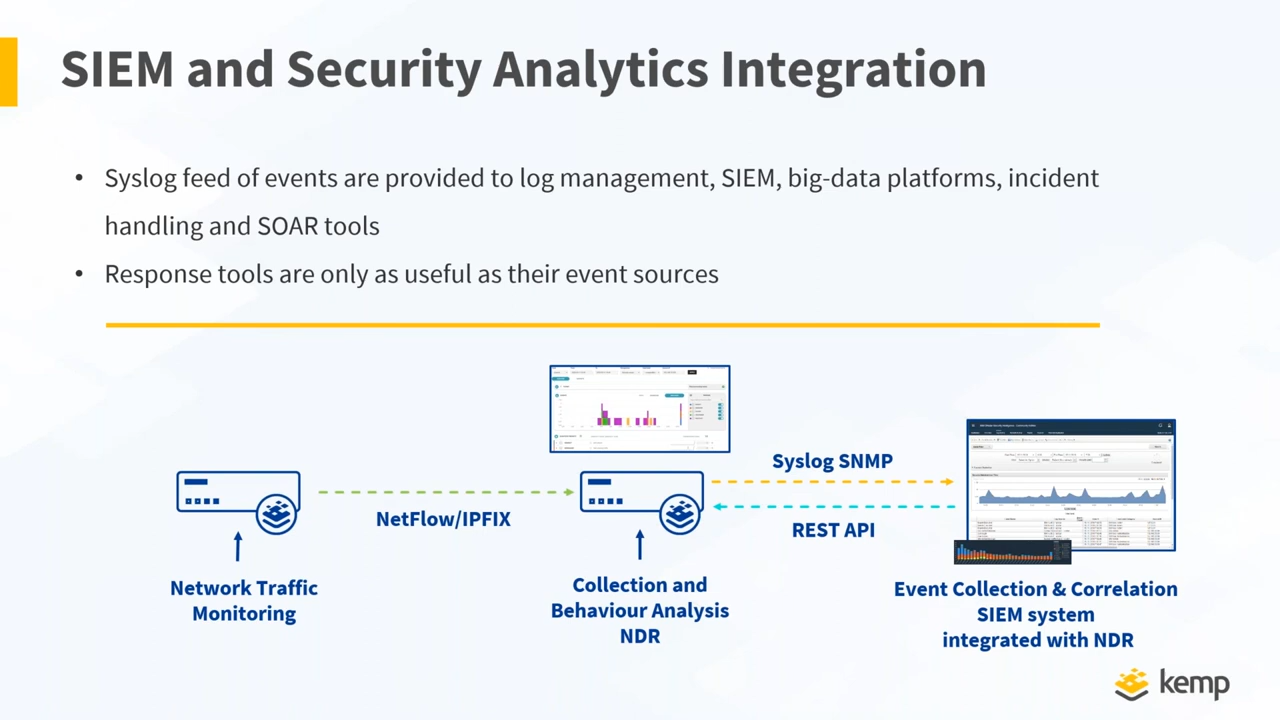 SIEM and Security Analytics Integration
• Syslog feed of events are provided to log management, SIEM, big-data platforms, incident
handling and SOAR tools
• Response tools are only as useful as their event sources
Syslog SNMP
NetFlow/IPFIX
REST API
Network Traffic
Monitoring
Collection and
Behaviour Analysis
NDR
Event Collection & Correlation
SIEM system
integrated with NDR
kemp